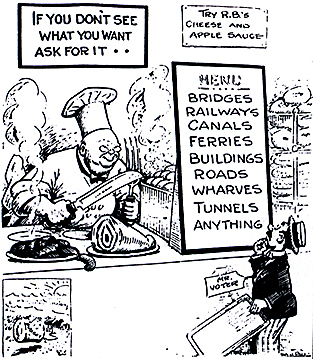 IF YOU DON'T SEE
WHAT YOU WANT
ASK FOR IT . .
TRY R.B.'S
CHEESE AND
APPLE SAUCE
MENU
BRIDGES
RAILWAYS
CANALS
FERRIES
BUILDINGS
ROADS
WHARVES
TUNNELS
ANYTHING
MR.
VOTER